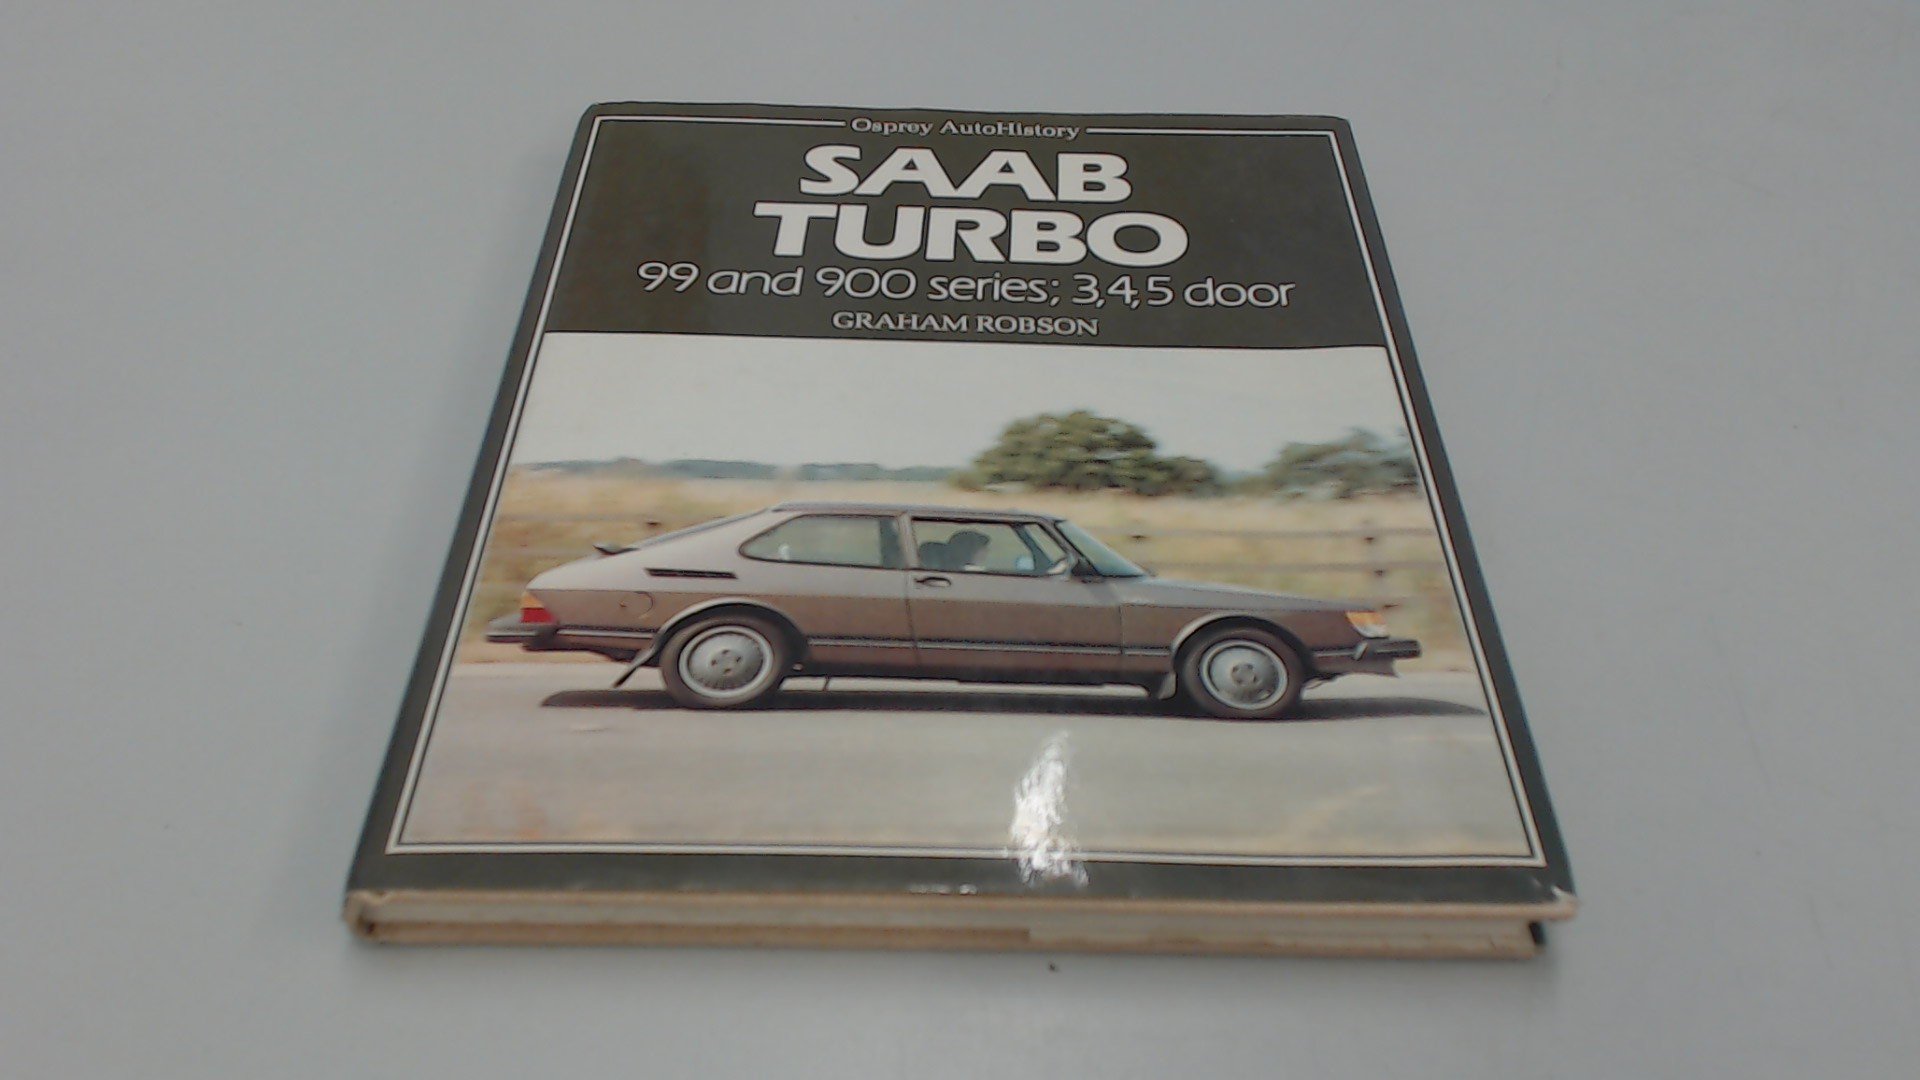 Osprey AutoHistory
SAAB
TURBO
99 and 900 series; 3,4,5 door
GRAHAM ROBSON